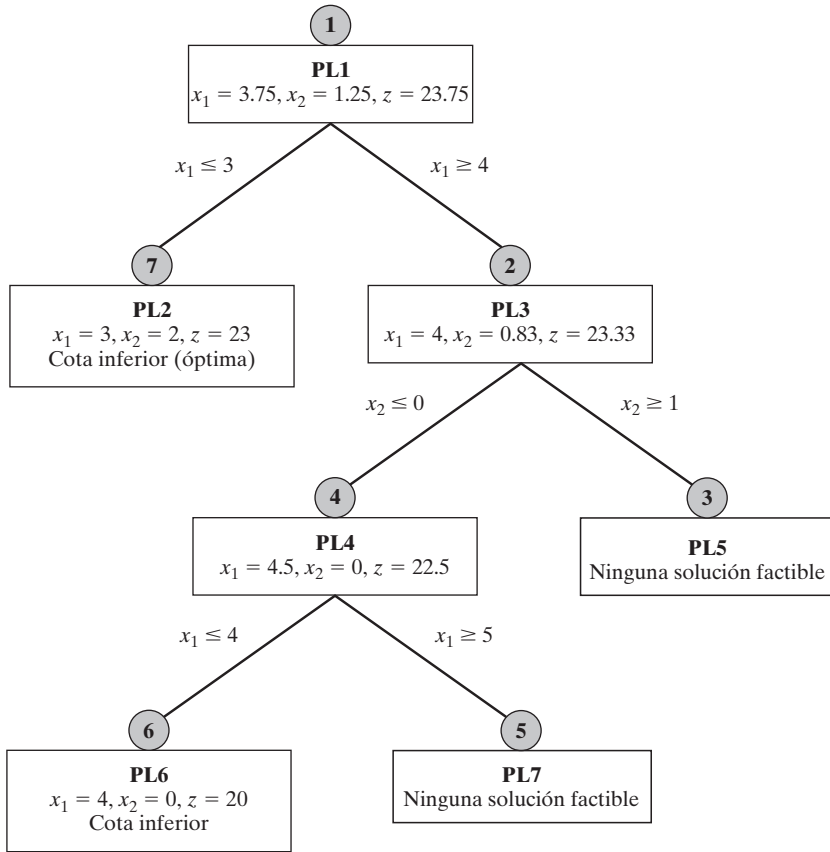 1
PL1
x₁ = 3.75, x₂ = 1.25, z = 23.75
x₁ ≤ 3
x₁ ≥ 4
7
PL2
x₁ = 3, x₂ = 2, z = 23
Cota inferior (óptima)
2
PL3
x₁ = 4, x₂ = 0.83, z = 23.33
x₂ ≤ 0
x₂ ≥ 1
4
PL4
x₁ = 4.5, x₂ = 0, z = 22.5
3
PL5
Ninguna solución factible
x₁ ≤ 4
x₁ ≥ 5
6
PL6
x₁ = 4, x₂ = 0, z = 20
Cota inferior
5
PL7
Ninguna solución factible